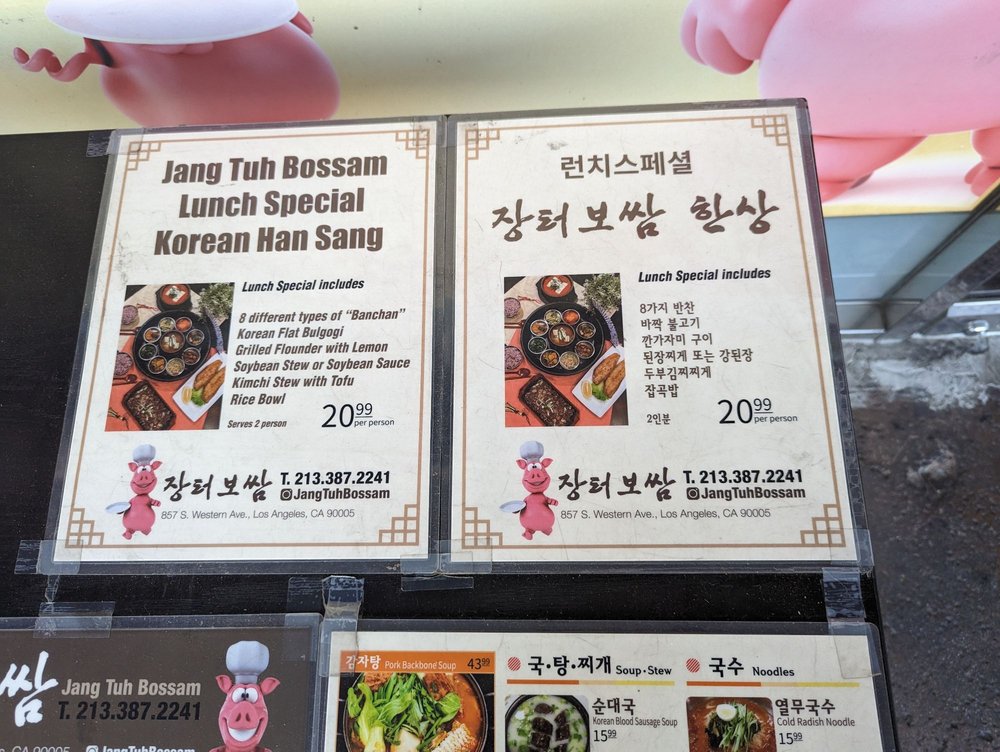 Jang Tuh Bossam
Lunch Special
Korean Han Sang
Lunch Special includes
8 different types of “Banchan”
Korean Flat Bulgogi
Grilled Flounder with Lemon
Soybean Stew or Soybean Sauce
Kimchi Stew with Tofu
Rice Bowl
Serves 2 person
20 99 per person
장터보쌈
T. 213.387.2241
JangTuhBossam
857 S. Western Ave., Los Angeles, CA 90005
런치스페셜
장터보쌈 한상
Lunch Special includes
8가지 반찬
바짝 불고기
깐가자미 구이
된장찌게 또는 강된장
두부김찌찌게
잡곡밥
2인분
20 99 per person
장터보쌈
T. 213.387.2241
JangTuhBossam
857 S. Western Ave., Los Angeles, CA 90005
쌈
Jang Tuh Bossam
T. 213.387.2241
CA 90005
JangTuhBossam
감자탕 Pork Backbone Soup 43 99
국·탕·찌개 Soup·Stew
순대국
Korean Blood Sausage Soup
15 99
국수 Noodles
열무국수
Cold Radish Noodle
15 99